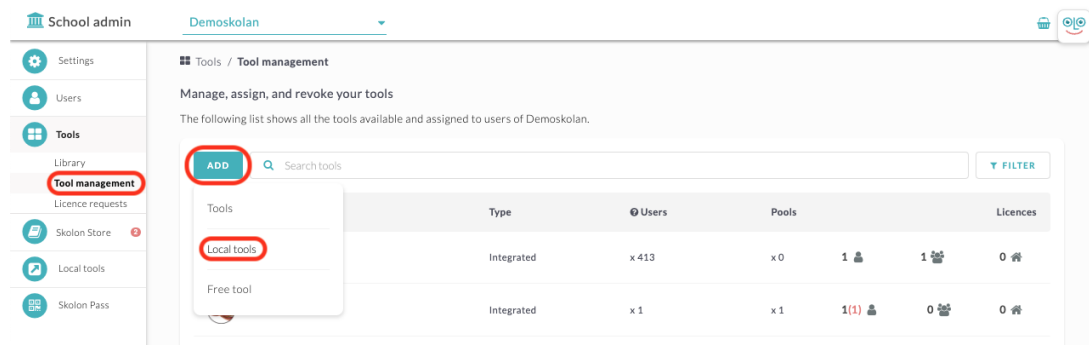 School admin
Demoskolan
Settings
Users
Tools
Library
Tool management
Licence requests
Skolon Store 2
Local tools
Skolon Pass
Tools / Tool management
Manage, assign, and revoke your tools
The following list shows all the tools available and assigned to users of Demoskolan.
ADD Search tools FILTER
Tools
Local tools
Free tool
Type Users Pools Licences
Integrated x 413 x 0 1 1 0
Integrated x 1 x 1 1(1) 0 0